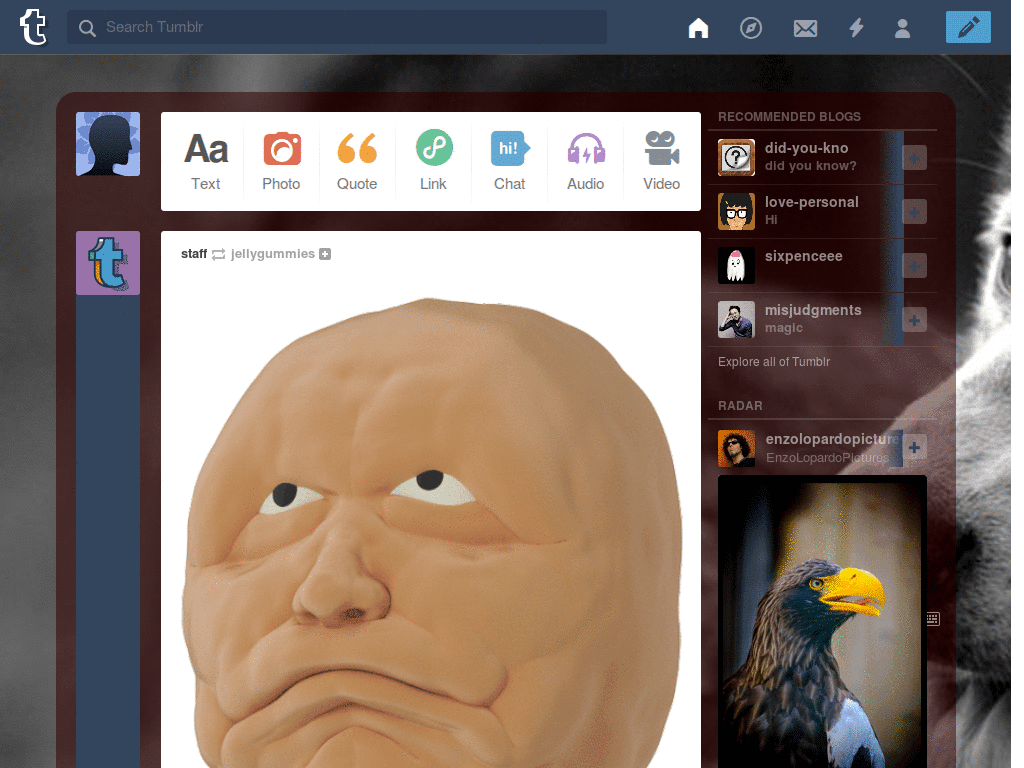 Search Tumblr
Aa
hi!
Text
Photo
Quote
Link
Chat
Audio
Video
staff jellygummies
RECOMMENDED BLOGS
did-you-kno
did you know?
love-personal
Hi
sixpenceee
misjudgments
magic
Explore all of Tumblr
RADAR
enzolopardopicture
EnzoLopardoPictures